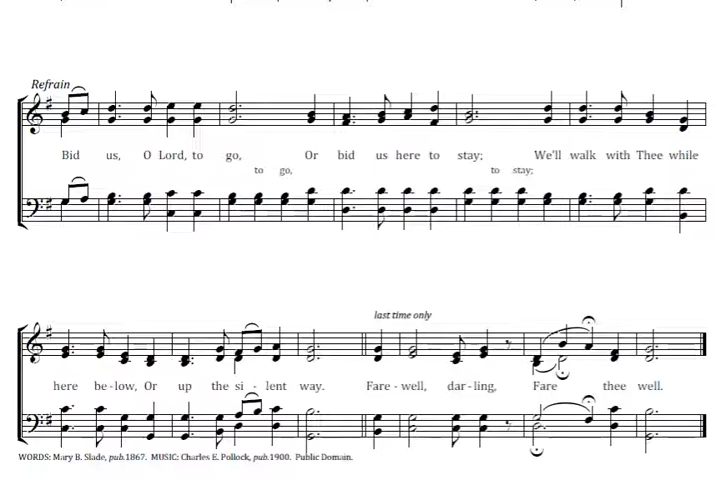 Refrain
Bid us, O Lord, to go, Or bid us here to stay; We'll walk with Thee while
to go, to stay;
last time only
here be-low, Or up the si - lent way. Fare-well, dar-ling, Fare thee well.
WORDS: Mary B. Slade, pub.1867. MUSIC: Charles E. Pollock, pub.1900. Public Domain.